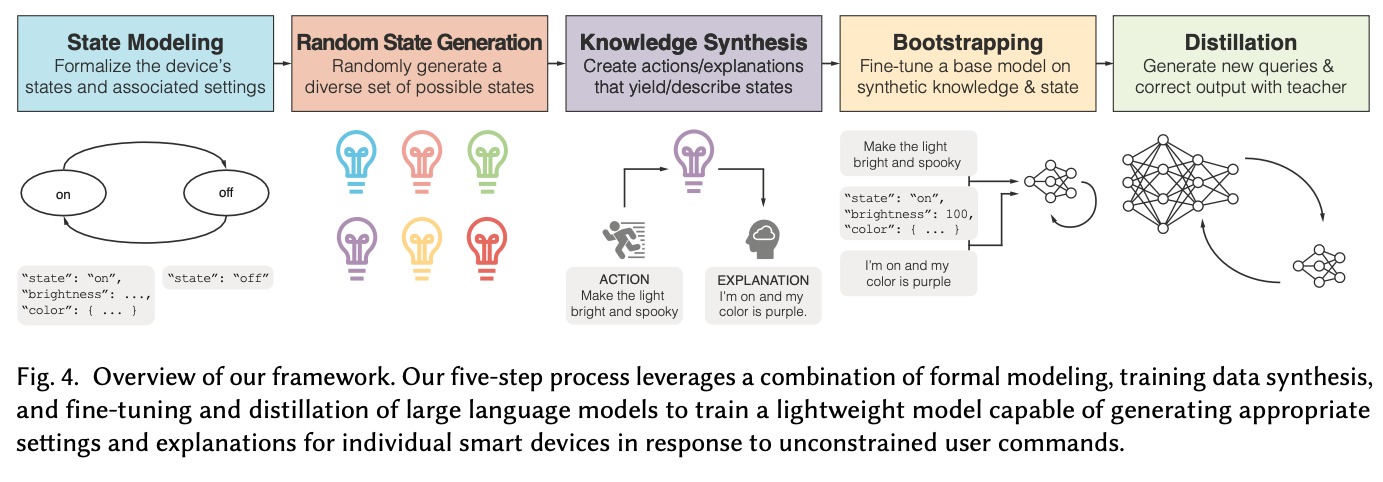 State Modeling
Formalize the device's
states and associated settings
Random State Generation
Randomly generate a
diverse set of possible states
Knowledge Synthesis
Create actions/explanations
that yield/describe states
Bootstrapping
Fine-tune a base model on
synthetic knowledge & state
Distillation
Generate new queries &
correct output with teacher
on
off
“state”: “on”,
“brightness”: ...,
“color”: { ... }
“state”: “off”
ACTION
Make the light
bright and spooky
EXPLANATION
I'm on and my
color is purple.
Make the light
bright and spooky
“state”: “on”,
“brightness”: 100,
“color”: { ... }
I'm on and my
color is purple
Fig. 4. Overview of our framework. Our five-step process leverages a combination of formal modeling, training data synthesis,
and fine-tuning and distillation of large language models to train a lightweight model capable of generating appropriate
settings and explanations for individual smart devices in response to unconstrained user commands.